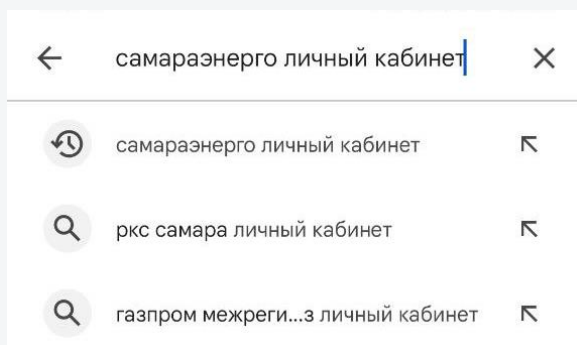 самараэнерго личный кабинет
самараэнерго личный кабинет
ркс самара личный кабинет
газпром межреги...з личный кабинет